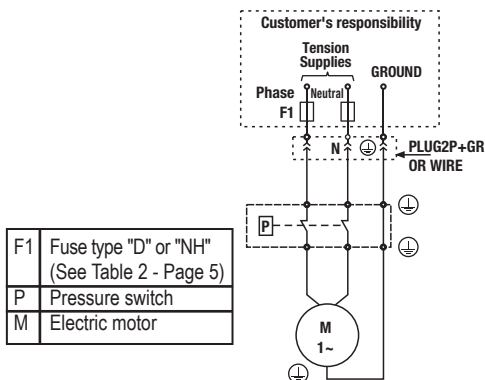 Customer's responsibility
Tension
Supplies
GROUND
Phase
Neutral
F1
N
PLUG2P+GR
OR WIRE
P
M
1~
F1 Fuse type "D" or "NH"
(See Table 2 - Page 5)
P Pressure switch
M Electric motor